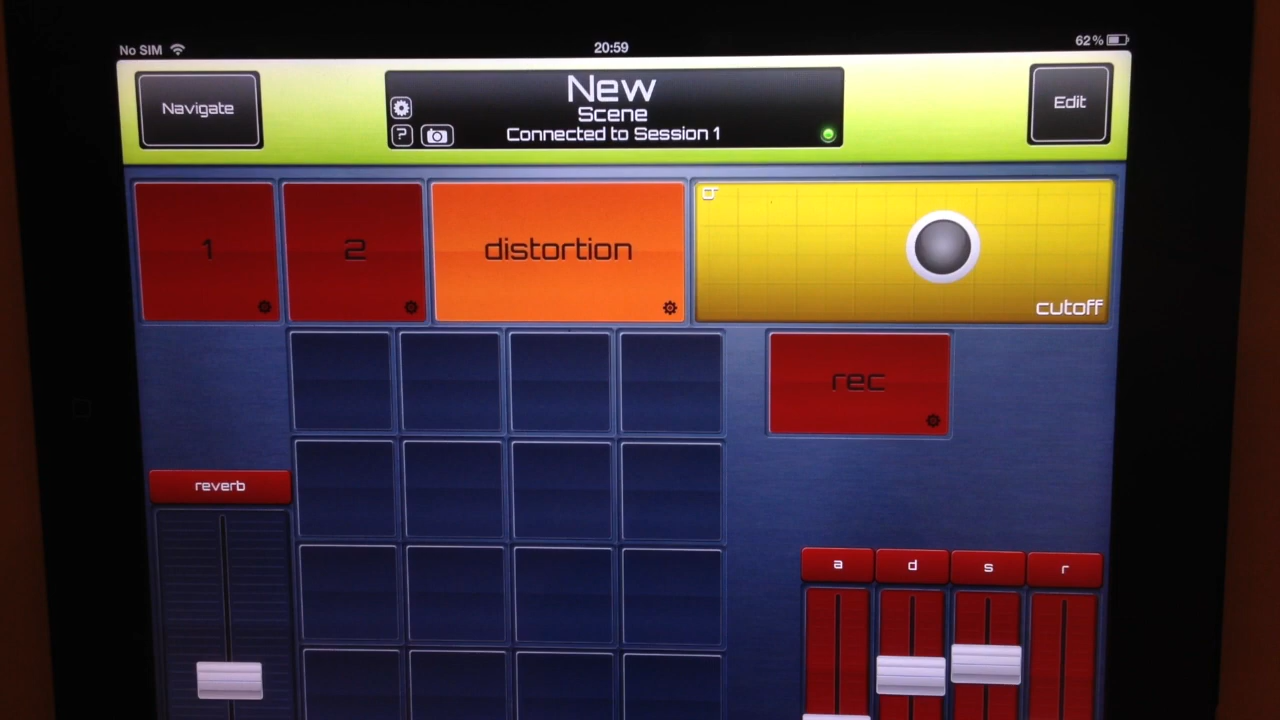 No SIM 20:59 62%
Navigate
New
Scene
?
Connected to Session 1
Edit
1
2
distortion
cutoff
rec
reverb
a d s r